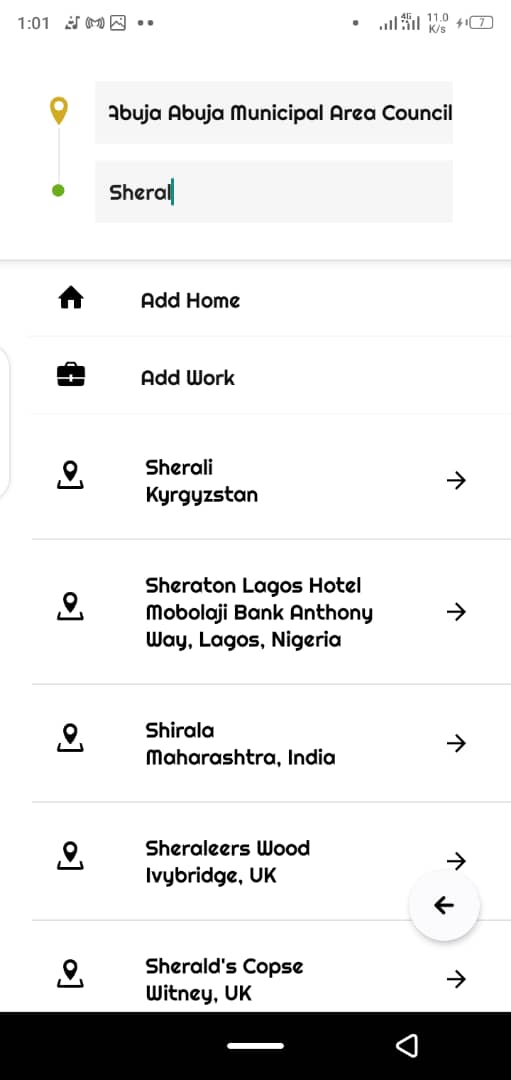 1:01
4G
11.0
K/s
7
Abuja Abuja Municipal Area Council
Sheral
Add Home
Add Work
Sherali
Kyrgyzstan
Sheraton Lagos Hotel
Mobolaji Bank Anthony
Way, Lagos, Nigeria
Shirala
Maharashtra, India
Sheraleers Wood
Ivybridge, UK
Sherald's Copse
Witney, UK